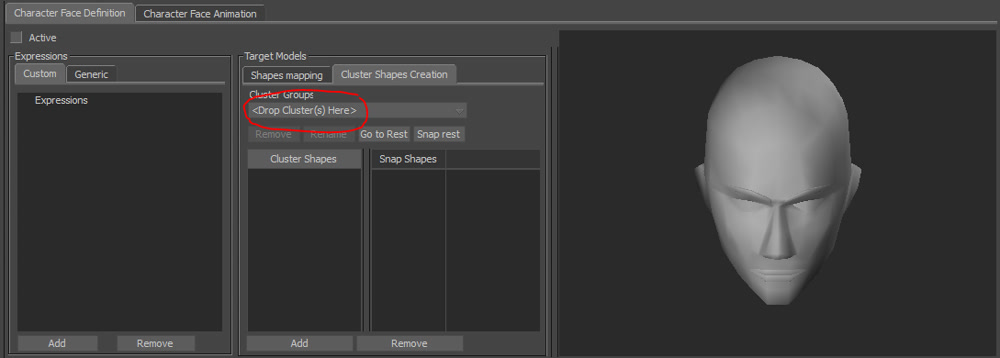 Character Face Definition Character Face Animation
Active
Expressions
Custom Generic
Expressions
Add Remove
Target Models
Shapes mapping Cluster Shapes Creation
Cluster Groups
<Drop Cluster(s) Here>
Remove Rename Go to Rest Snap rest
Cluster Shapes Snap Shapes
Add Remove